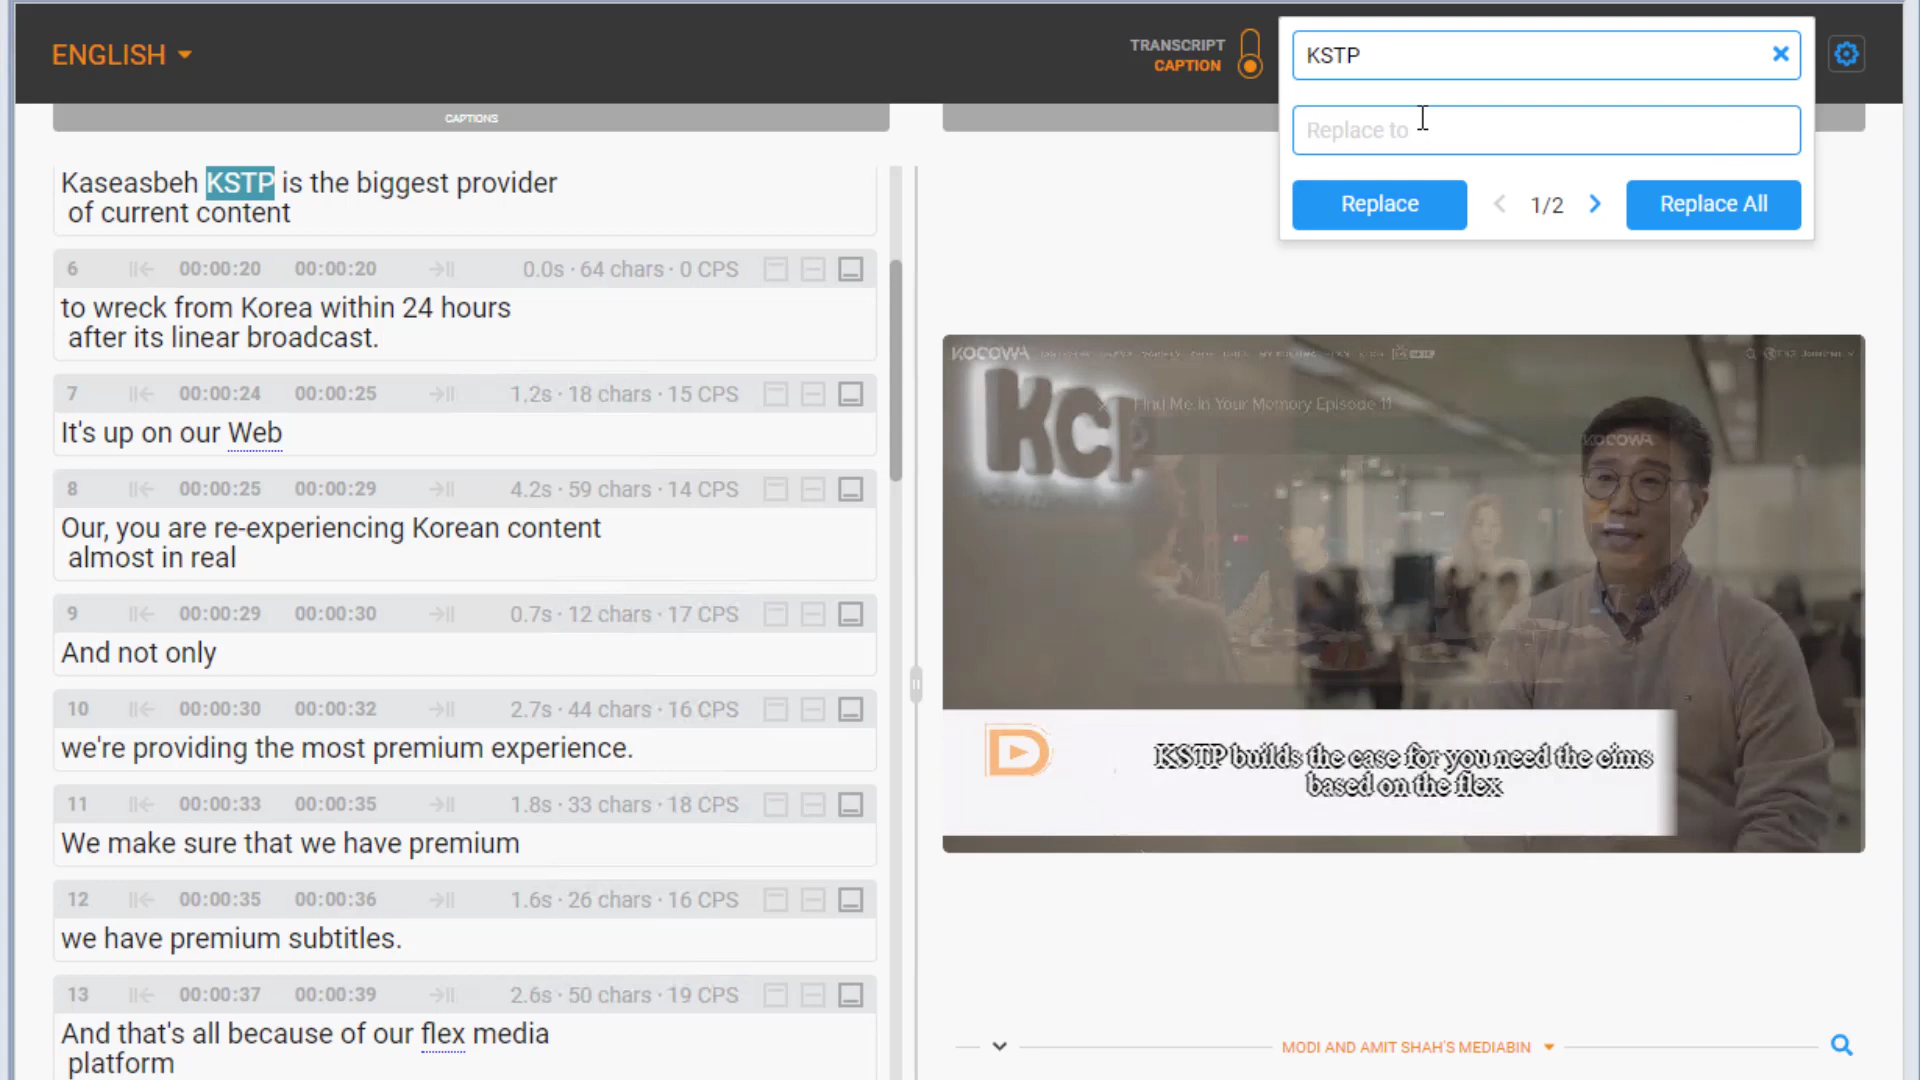 ENGLISH
TRANSCRIPT
CAPTION
KSTP
Replace to
Replace
1/2
Replace All
CAPTIONS
Kaseasbeh KSTP is the biggest provider
of current content
6 00:00:20 00:00:20 0.0s · 64 chars · 0 CPS
to wreck from Korea within 24 hours
after its linear broadcast.
7 00:00:24 00:00:25 1.2s · 18 chars · 15 CPS
It's up on our Web
8 00:00:25 00:00:29 4.2s · 59 chars · 14 CPS
Our, you are re-experiencing Korean content
almost in real
9 00:00:29 00:00:30 0.7s · 12 chars · 17 CPS
And not only
10 00:00:30 00:00:32 2.7s · 44 chars · 16 CPS
we're providing the most premium experience.
11 00:00:33 00:00:35 1.8s · 33 chars · 18 CPS
We make sure that we have premium
12 00:00:35 00:00:36 1.6s · 26 chars · 16 CPS
we have premium subtitles.
13 00:00:37 00:00:39 2.6s · 50 chars · 19 CPS
And that's all because of our flex media
platform
KOCOWA
KCP
Find Me in Your Memory Episode 11
KOCOWA
KSTP builds the case for you need the eims
based on the flex
MODI AND AMIT SHAH'S MEDIABIN